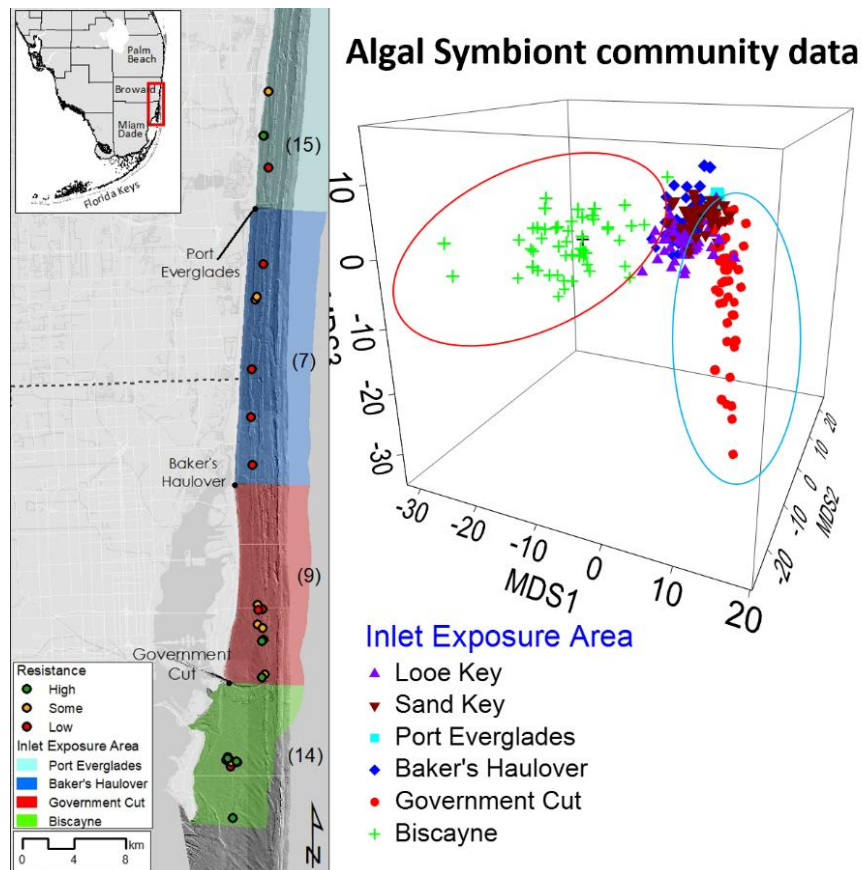 Palm
Beach
Broward
Miami
Dade
Florida Keys
(15)
Port
Everglades
(7)
Baker's
Haulover
(9)
Government
Cut
(14)
Resistance
High
Some
Low
Inlet Exposure Area
Port Everglades
Baker's Haulover
Government Cut
Biscayne
km
0 4 8
N
Algal Symbiont community data
10
0
-10
-20
-30
-30
-20
-10
0
10
20
MDS1
20
10
0
-10
-20
MDS2
Inlet Exposure Area
Looe Key
Sand Key
Port Everglades
Baker's Haulover
Government Cut
Biscayne